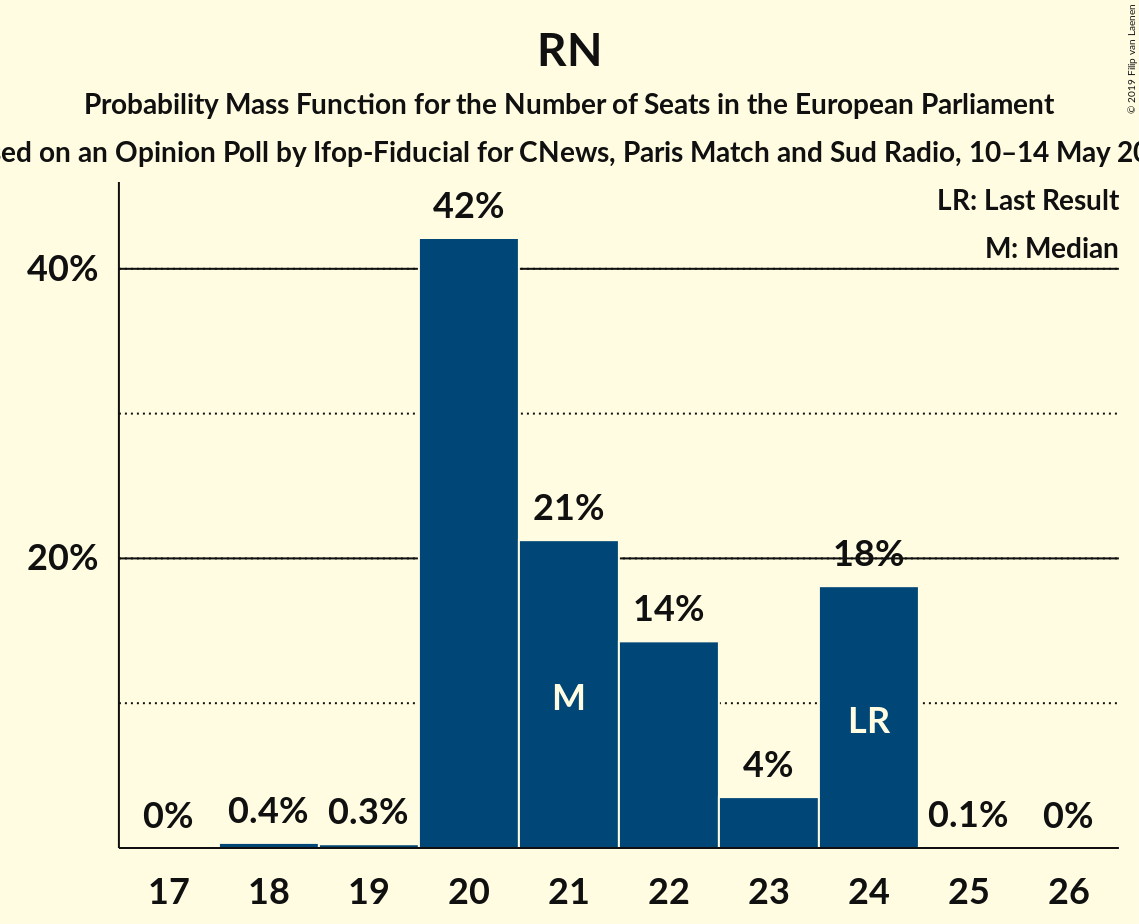 RN
Probability Mass Function for the Number of Seats in the European Parliament
on an Opinion Poll by Ifop-Fiducial for CNews, Paris Match and Sud Radio, 10–14 May
© 2019 Filip van Laenen
LR: Last Result
M: Median
40%
20%
42%
21%
14%
18%
4%
0%
0.4%
0.3%
0.1%
0%
M
LR
17 18 19 20 21 22 23 24 25 26